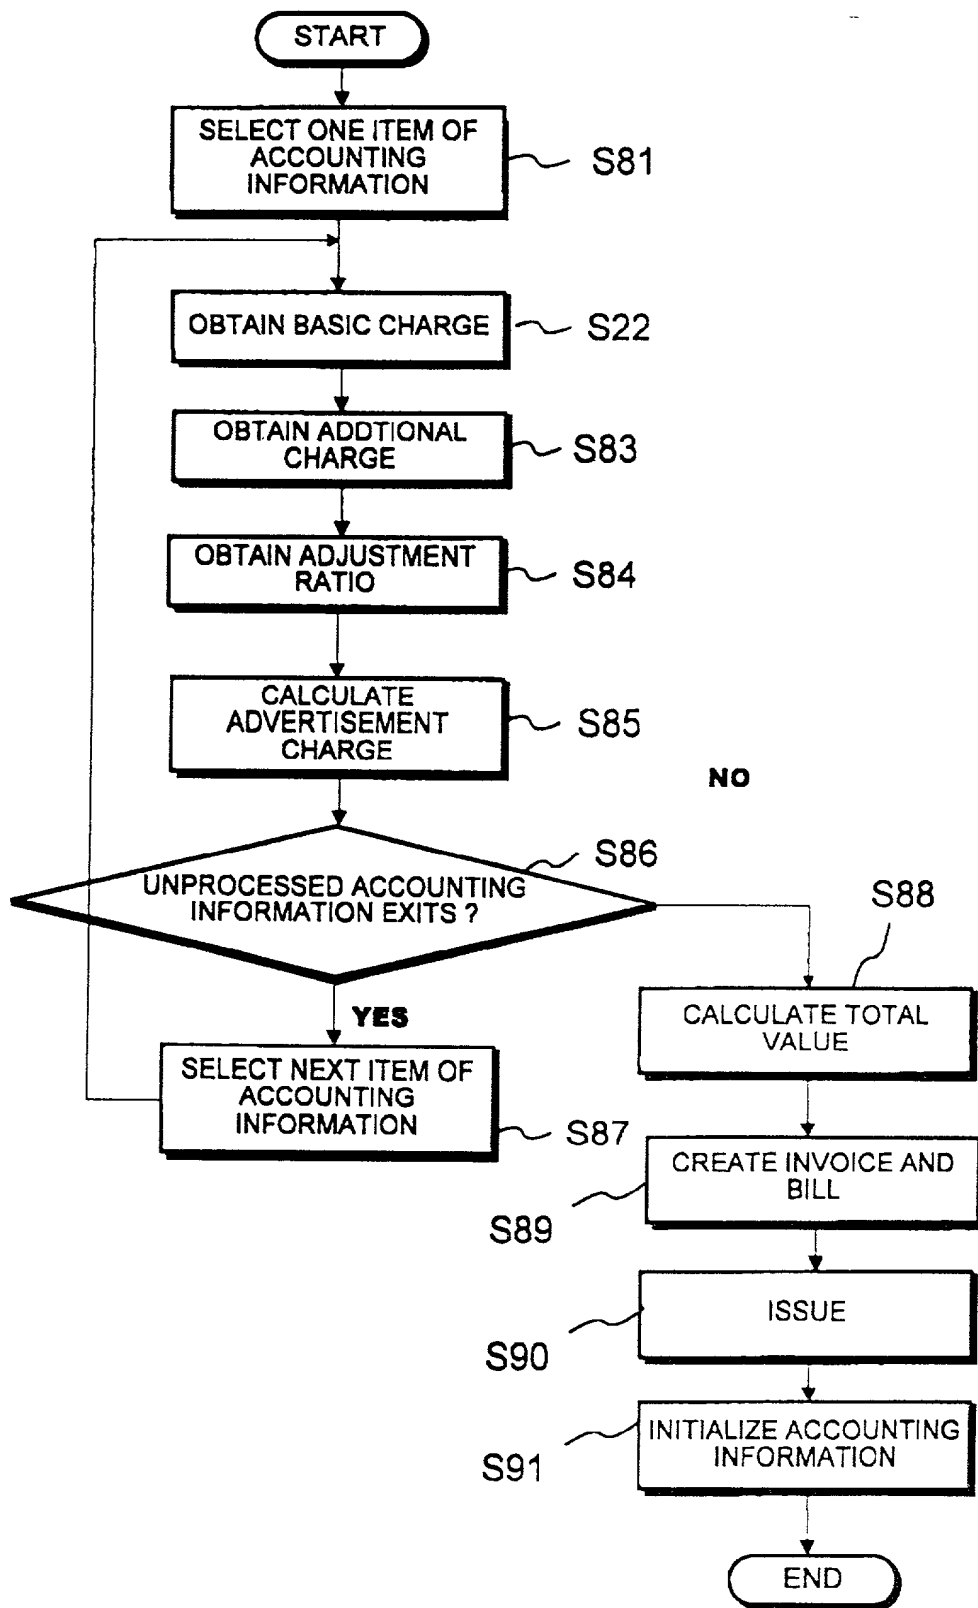 START
SELECT ONE ITEM OF
ACCOUNTING
INFORMATION
S81
OBTAIN BASIC CHARGE
S22
OBTAIN ADDTIONAL
CHARGE
S83
OBTAIN ADJUSTMENT
RATIO
S84
CALCULATE
ADVERTISEMENT
CHARGE
S85
NO
UNPROCESSED ACCOUNTING
INFORMATION EXITS ?
S86
YES
SELECT NEXT ITEM OF
ACCOUNTING
INFORMATION
S87
S88
CALCULATE TOTAL
VALUE
CREATE INVOICE AND
BILL
S89
ISSUE
S90
INITIALIZE ACCOUNTING
INFORMATION
S91
END